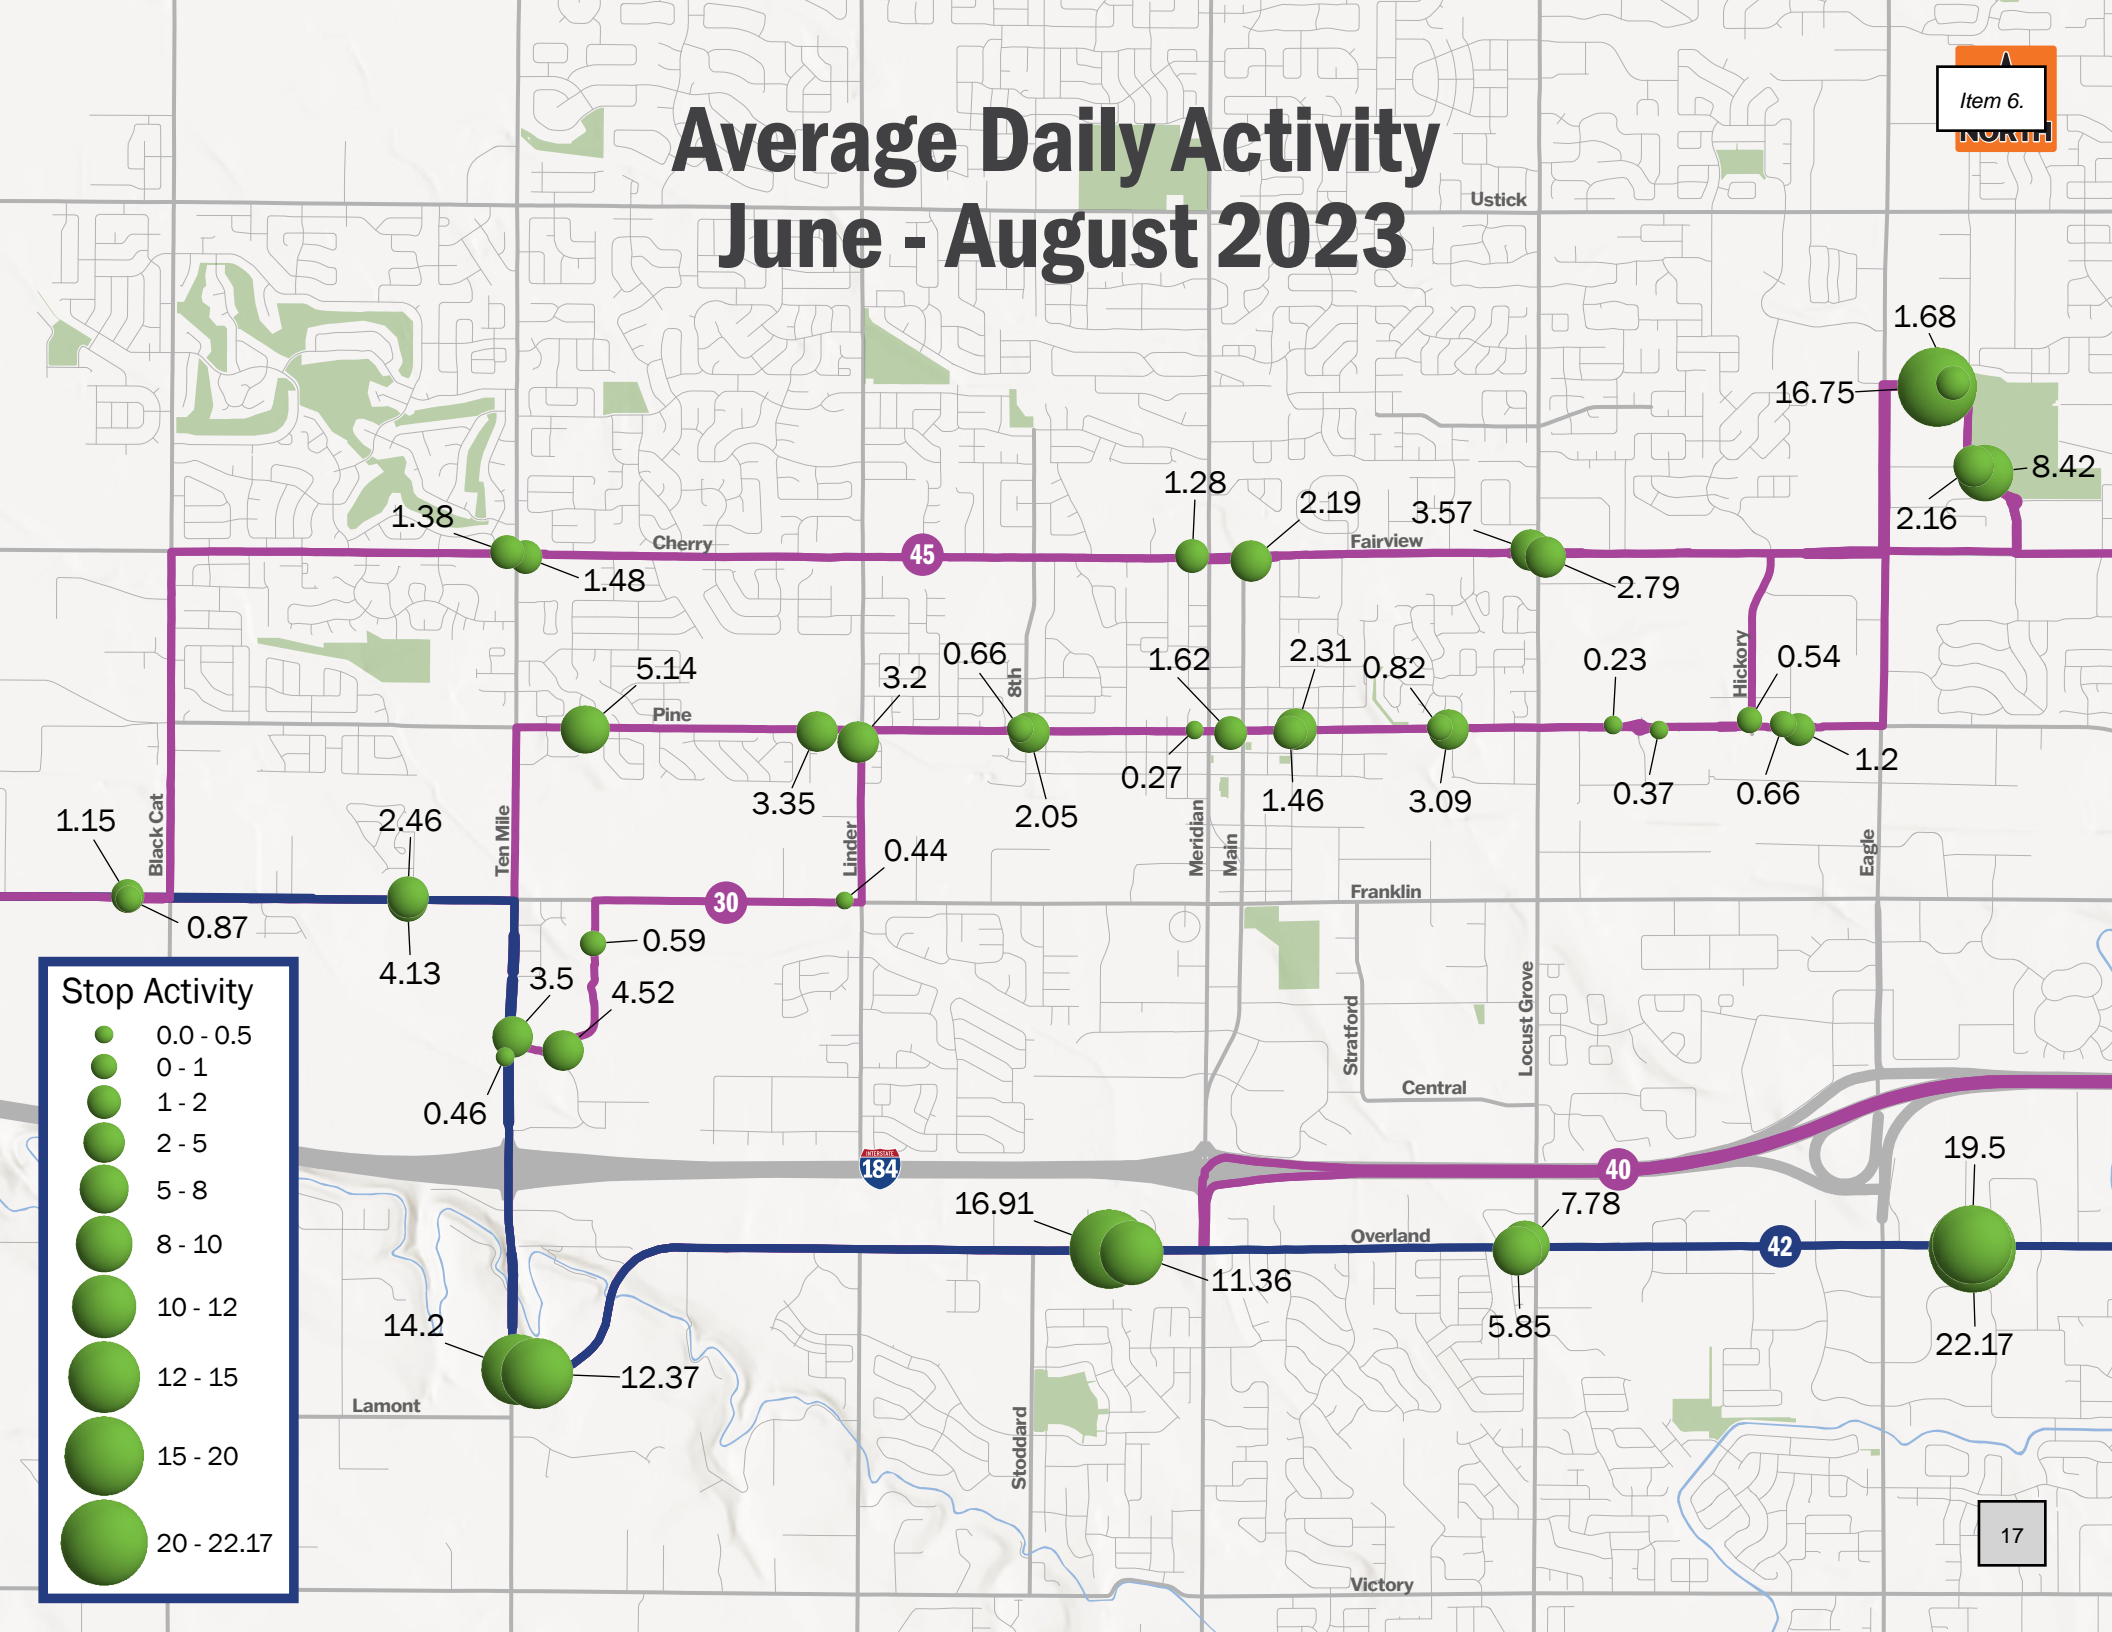 Average Daily Activity
June - August 2023
Item 6.
NORTH
Ustick
1.68
16.75
8.42
2.16
1.28
2.19
3.57
1.38
Cherry
45
Fairview
1.48
2.79
Hickory
5.14
3.2
0.66
8th
1.62
2.31
0.82
0.23
0.54
Pine
3.35
2.05
0.27
1.46
3.09
0.37
0.66
1.2
1.15
Black Cat
2.46
Ten Mile
Linder
0.44
Meridian
Main
Eagle
0.87
30
Franklin
4.13
0.59
3.5
4.52
0.46
Stratford
Locust Grove
Central
Stop Activity
0.0 - 0.5
0 - 1
1 - 2
2 - 5
5 - 8
8 - 10
10 - 12
12 - 15
15 - 20
20 - 22.17
INTERSTATE
184
40
16.91
7.78
19.5
Overland
42
11.36
5.85
22.17
14.2
12.37
Lamont
Stoddard
Victory
17